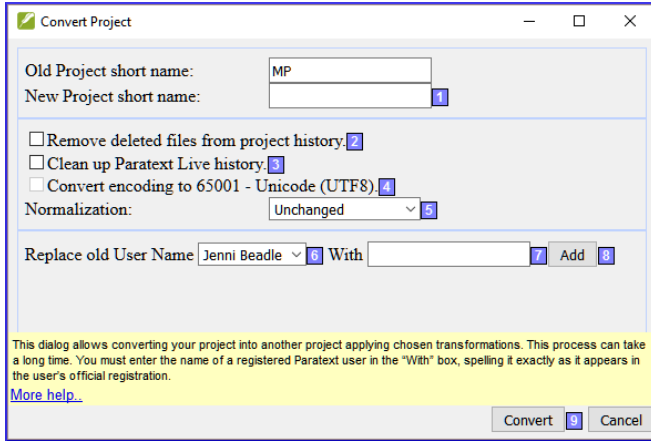 Convert Project
Old Project short name: MP
New Project short name: 1
Remove deleted files from project history. 2
Clean up Paratext Live history. 3
Convert encoding to 65001 - Unicode (UTF8). 4
Normalization: Unchanged 5
Replace old User Name Jenni Beadle 6 With 7 Add 8
This dialog allows converting your project into another project applying chosen transformations. This process can take
a long time. You must enter the name of a registered Paratext user in the “With” box, spelling it exactly as it appears in
the user's official registration.
More help..
Convert 9 Cancel